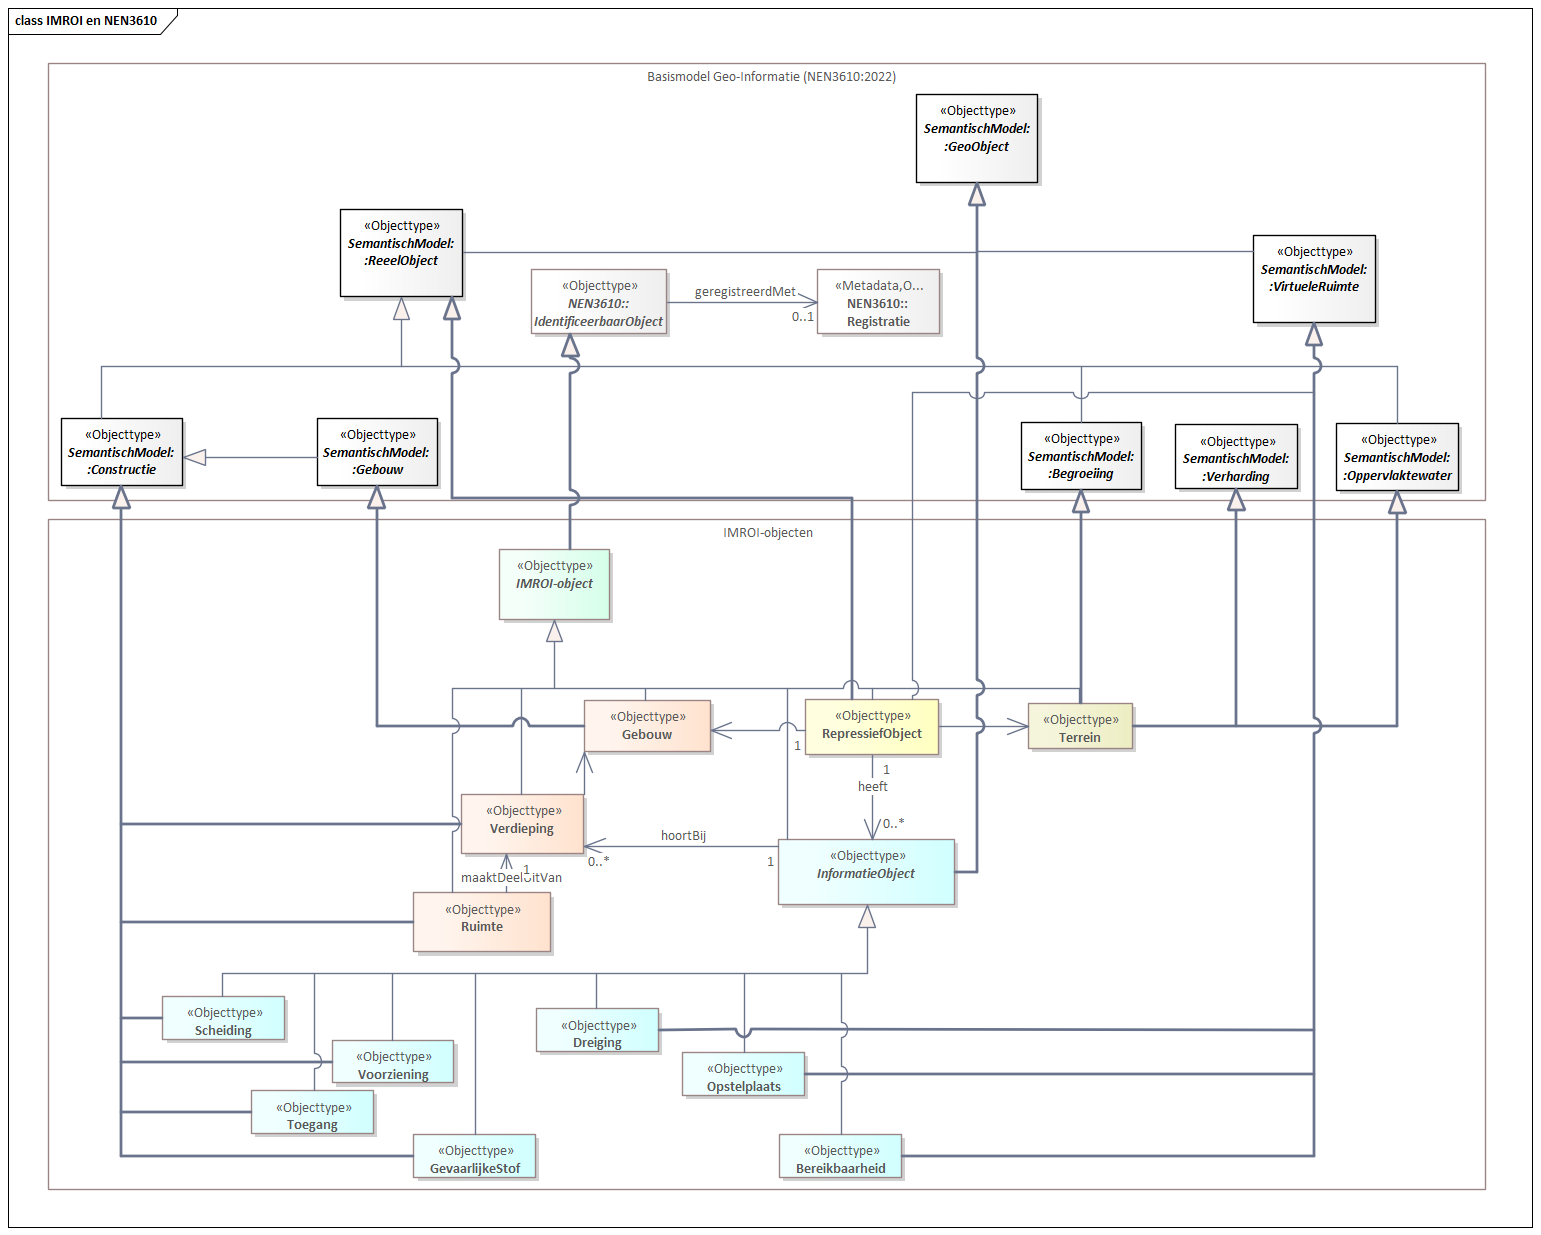 class IMROI en NEN3610
Basismodel Geo-Informatie (NEN3610:2022)
«Objecttype»
SemantischModel:
:GeoObject
«Objecttype»
SemantischModel:
:ReeelObject
«Objecttype»
SemantischModel:
:VirtueleRuimte
«Objecttype»
NEN3610::
IdentificeerbaarObject
geregistreerdMet
0..1
«Metadata,O...
NEN3610::
Registratie
«Objecttype»
SemantischModel:
:Constructie
«Objecttype»
SemantischModel:
:Gebouw
«Objecttype»
SemantischModel:
:Begroeiing
«Objecttype»
SemantischModel:
:Verharding
«Objecttype»
SemantischModel:
:Oppervlaktewater
IMROI-objecten
«Objecttype»
IMROI-object
«Objecttype»
Gebouw
«Objecttype»
RepressiefObject
«Objecttype»
Terrein
1
1
heeft
0..*
«Objecttype»
Verdieping
hoortBij
0..*
1
«Objecttype»
InformatieObject
1
maaktDeelUitVan
«Objecttype»
Ruimte
«Objecttype»
Scheiding
«Objecttype»
Dreiging
«Objecttype»
Voorziening
«Objecttype»
Opstelplaats
«Objecttype»
Toegang
«Objecttype»
GevaarlijkeStof
«Objecttype»
Bereikbaarheid